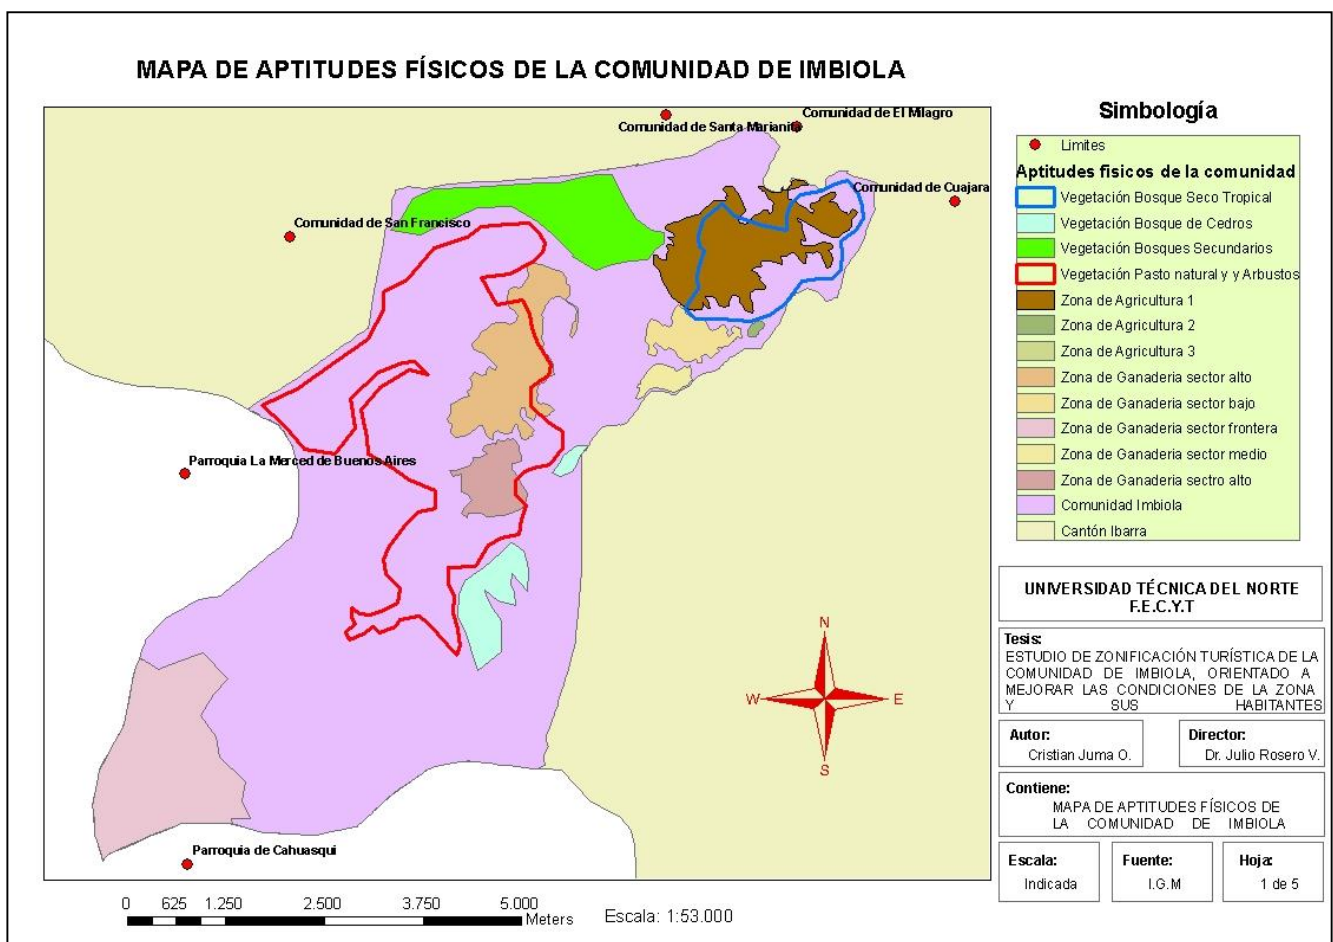 MAPA DE APTITUDES FÍSICOS DE LA COMUNIDAD DE IMBIOLA
Comunidad de El Milagro
Comunidad de Santa Marianita
Comunidad de Cuajara
Comunidad de San Francisco
Parroquia La Merced de Buenos Aires
Parroquia de Cahuasqui
N
W
E
S
0 625 1.250 2.500 3.750 5.000
Meters
Escala: 1:53.000
Simbología
Limites
Aptitudes fisicos de la comunidad
Vegetación Bosque Seco Tropical
Vegetación Bosque de Cedros
Vegetación Bosques Secundarios
Vegetación Pasto natural y y Arbustos
Zona de Agricultura 1
Zona de Agricultura 2
Zona de Agricultura 3
Zona de Ganaderia sector alto
Zona de Ganaderia sector bajo
Zona de Ganaderia sector frontera
Zona de Ganaderia sector medio
Zona de Ganaderia sectro alto
Comunidad Imbiola
Cantón Ibarra
UNIVERSIDAD TÉCNICA DEL NORTE
F.E.C.Y.T
Tesis:
ESTUDIO DE ZONIFICACIÓN TURÍSTICA DE LA
COMUNIDAD DE IMBIOLA, ORIENTADO A
MEJORAR LAS CONDICIONES DE LA ZONA
Y SUS HABITANTES
Autor:
Cristian Juma O.
Director:
Dr. Julio Rosero V.
Contiene:
MAPA DE APTITUDES FÍSICOS DE
LA COMUNIDAD DE IMBIOLA
Escala:
Indicada
Fuente:
I.G.M
Hoja:
1 de 5